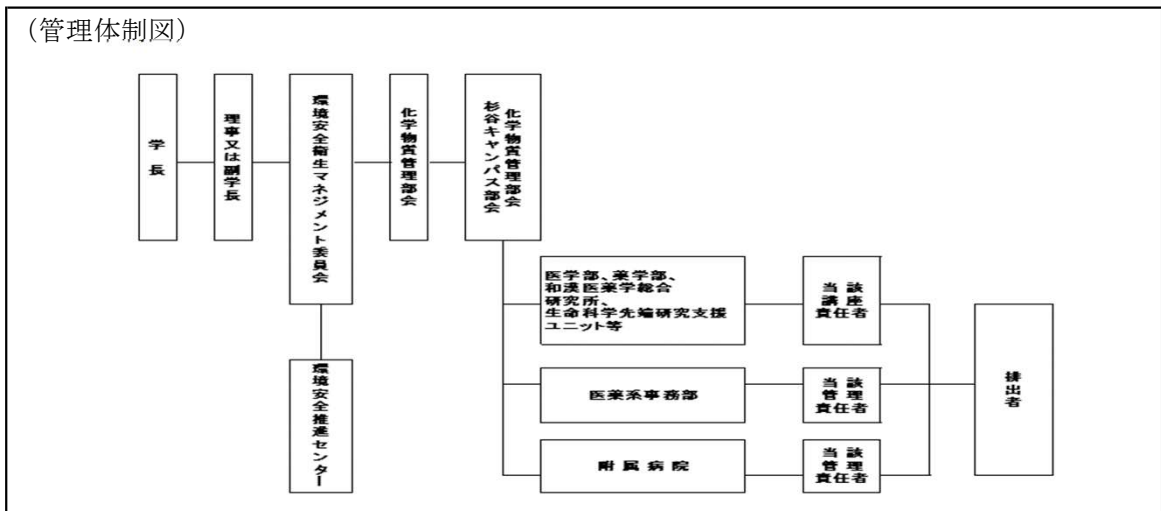 （管理体制図）
学長
理事又は副学長
環境安全衛生マネジメント委員会
化学物質管理部会
化学物質管理部会
杉谷キャンパス部会
環境安全推進センター
医学部、薬学部、
和漢医薬学総合
研究所、
生命科学先端研究支援
ユニット等
当該
講座
責任者
医薬系事務部
当該
管理
責任者
附属病院
当該
管理
責任者
排出者